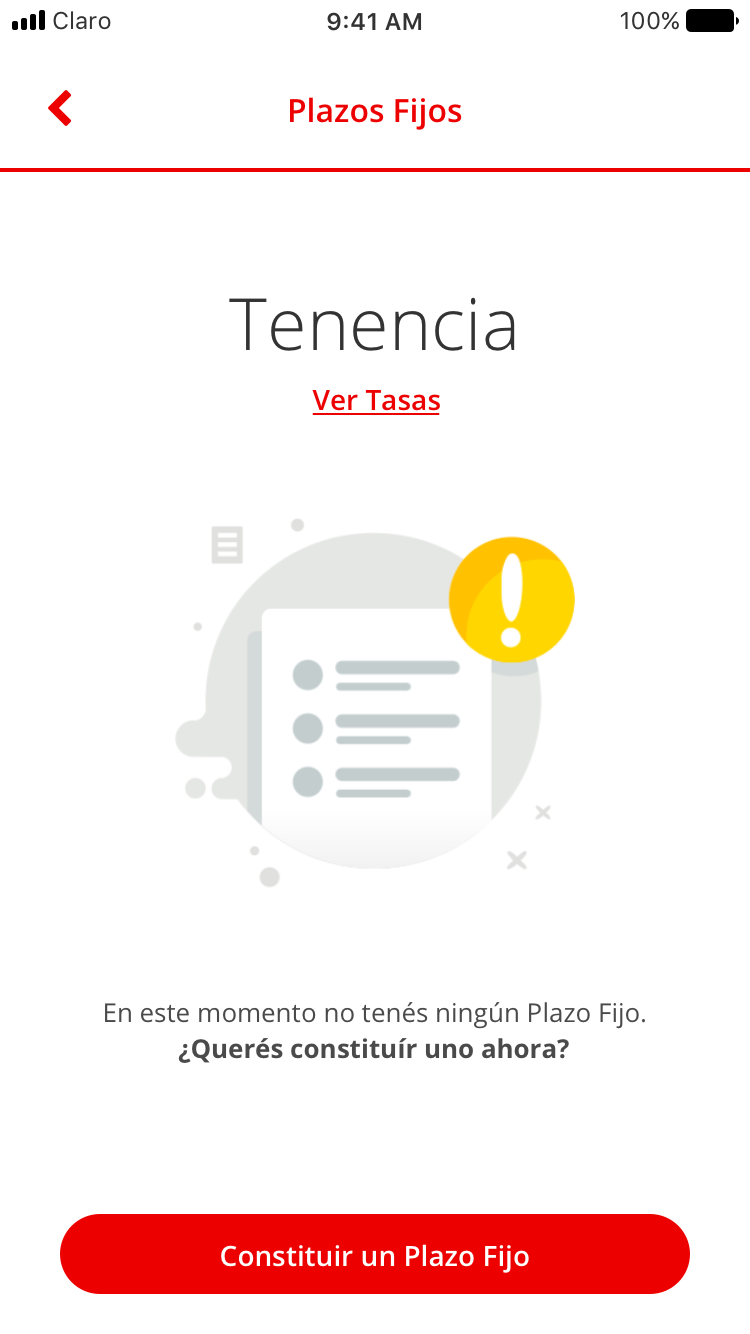 Claro 9:41 AM 100%
Plazos Fijos
Tenencia
Ver Tasas
En este momento no tenés ningún Plazo Fijo.
¿Querés constituír uno ahora?
Constituir un Plazo Fijo